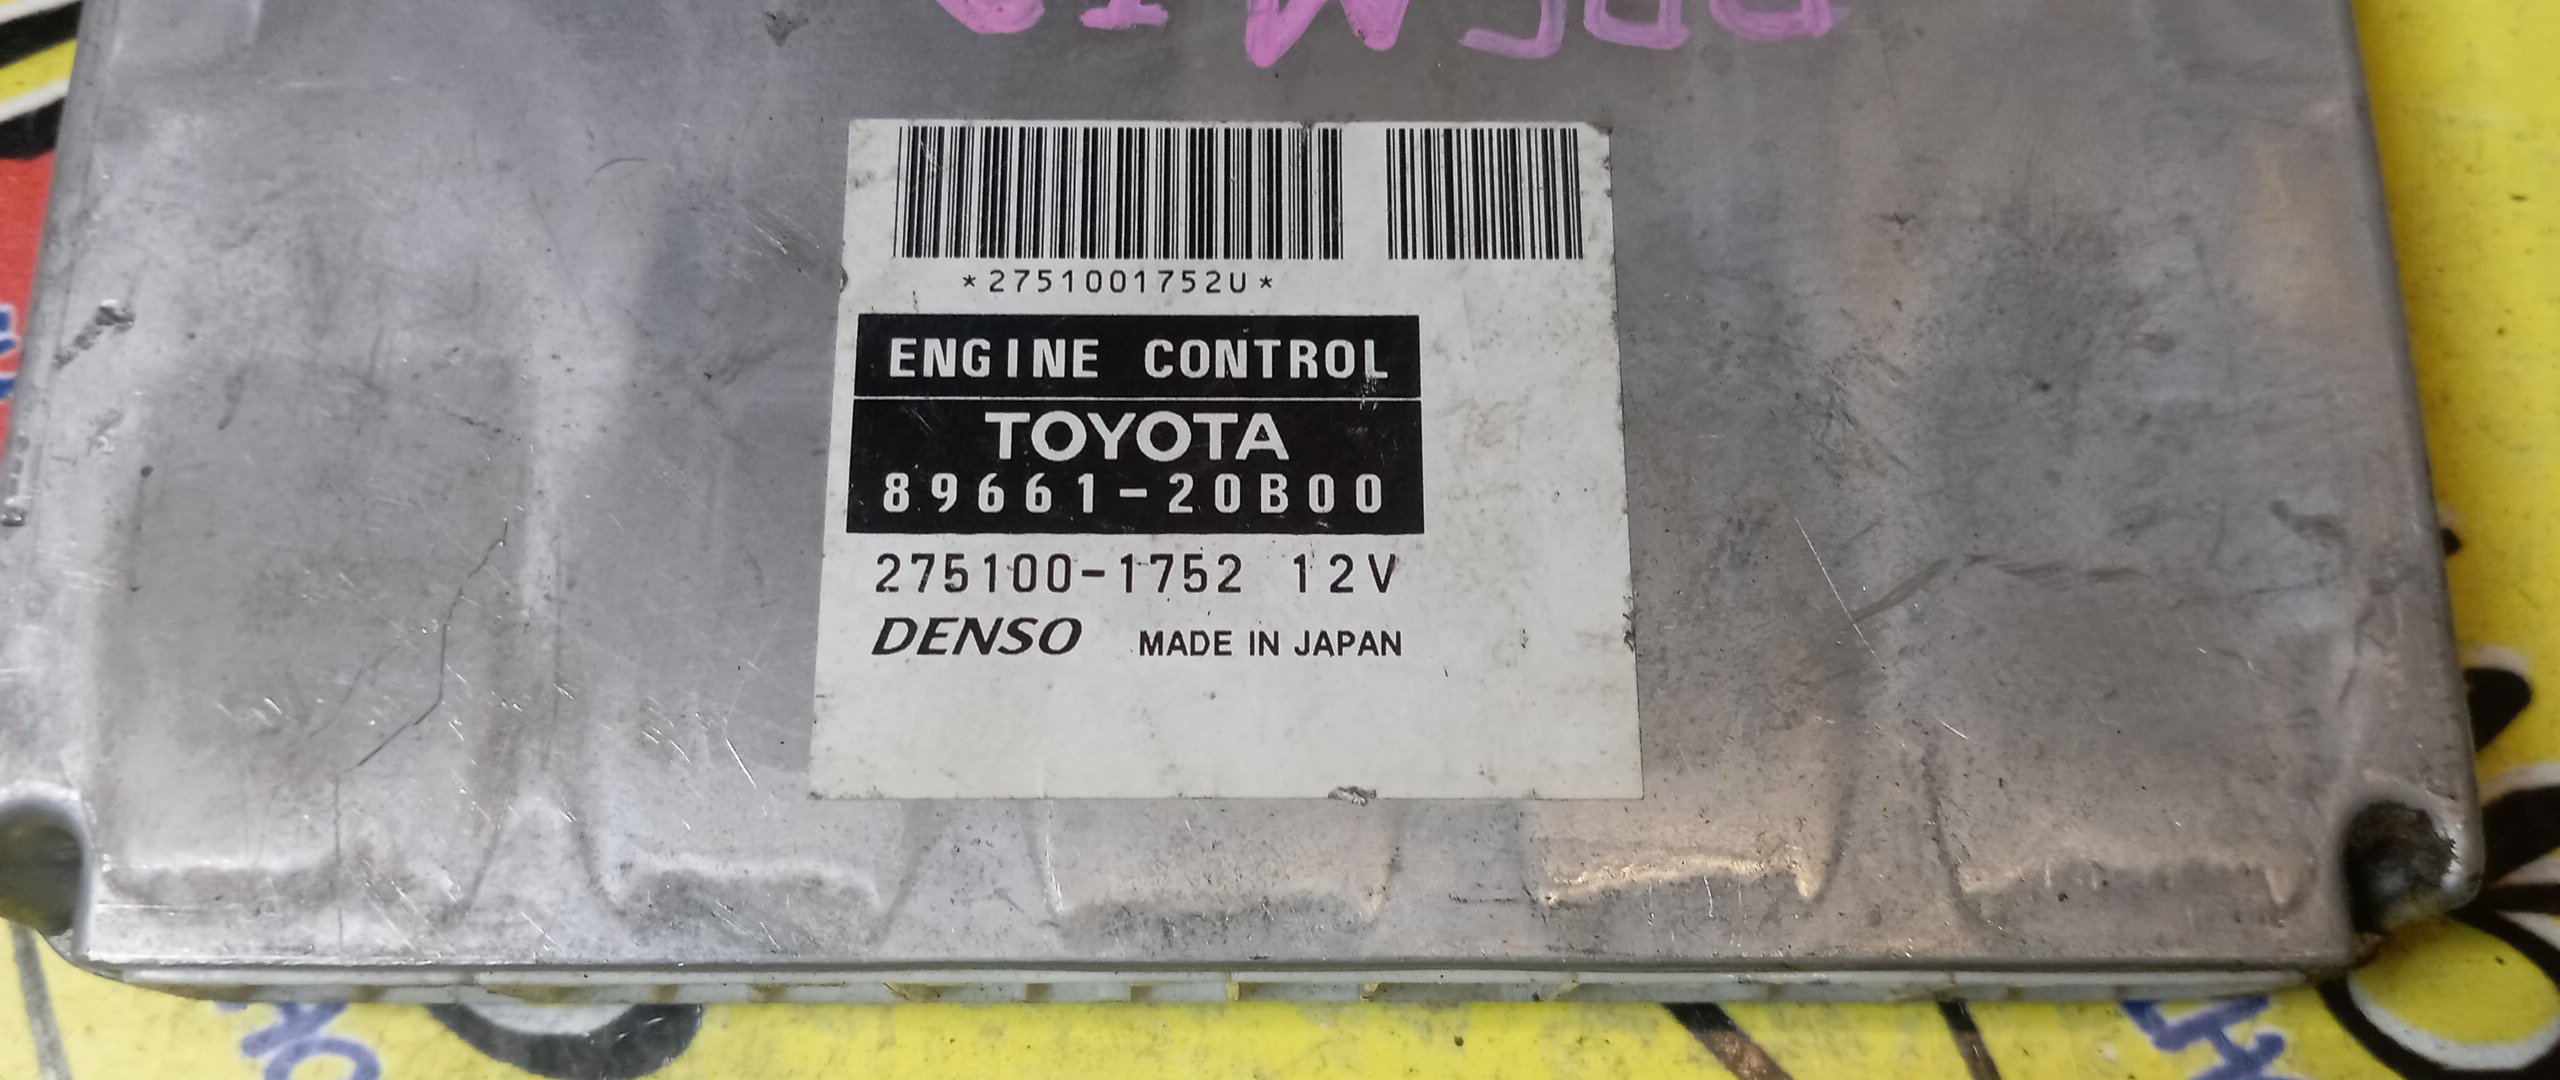 *2751001752U*
ENGINE CONTROL
TOYOTA
89661-20B00
275100-1752 12V
DENSO MADE IN JAPAN